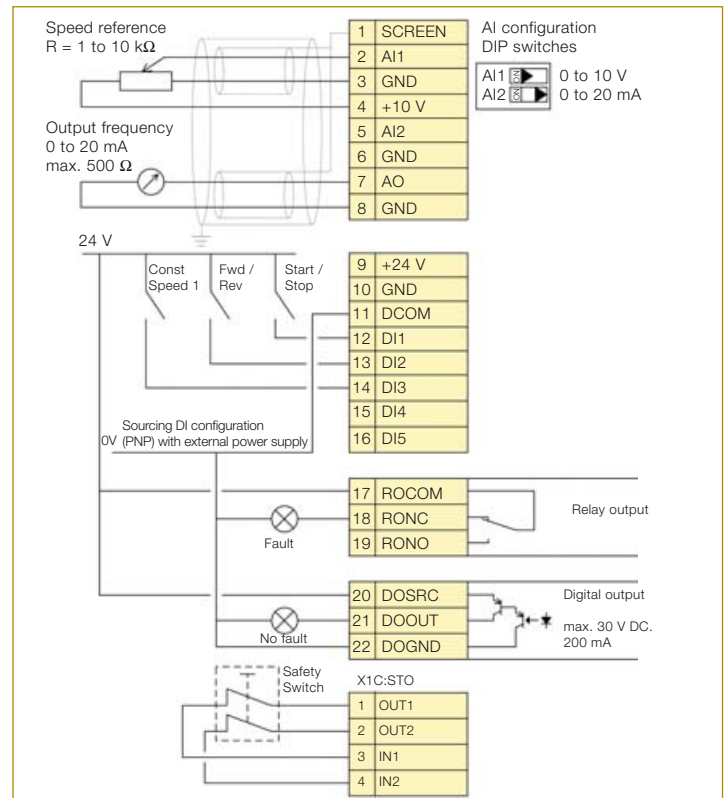 Speed reference
R = 1 to 10 kΩ
Output frequency
0 to 20 mA
max. 500 Ω
1 SCREEN
2 AI1
3 GND
4 +10 V
5 AI2
6 GND
7 AO
8 GND
AI configuration
DIP switches
AI1 ON 0 to 10 V
AI2 ON 0 to 20 mA
24 V
Const
Speed 1
Fwd /
Rev
Start /
Stop
9 +24 V
10 GND
11 DCOM
12 DI1
13 DI2
14 DI3
15 DI4
16 DI5
Sourcing DI configuration
0V (PNP) with external power supply
17 ROCOM
18 RONC
19 RONO
Relay output
Fault
20 DOSRC
21 DOOUT
22 DOGND
Digital output
max. 30 V DC.
200 mA
No fault
Safety
Switch
X1C:STO
1 OUT1
2 OUT2
3 IN1
4 IN2